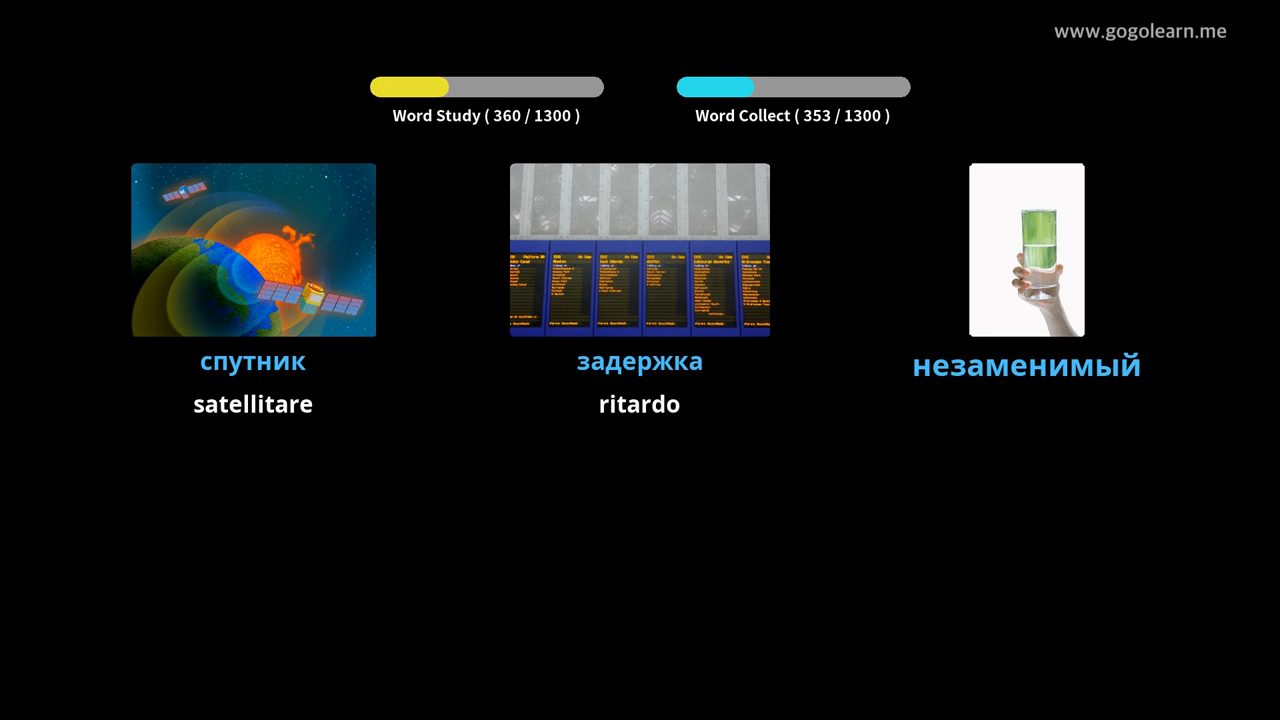 www.gogolearn.me
Word Study ( 360 / 1300 )
Word Collect ( 353 / 1300 )
спутник
задержка
незаменимый
satellitare
ritardo